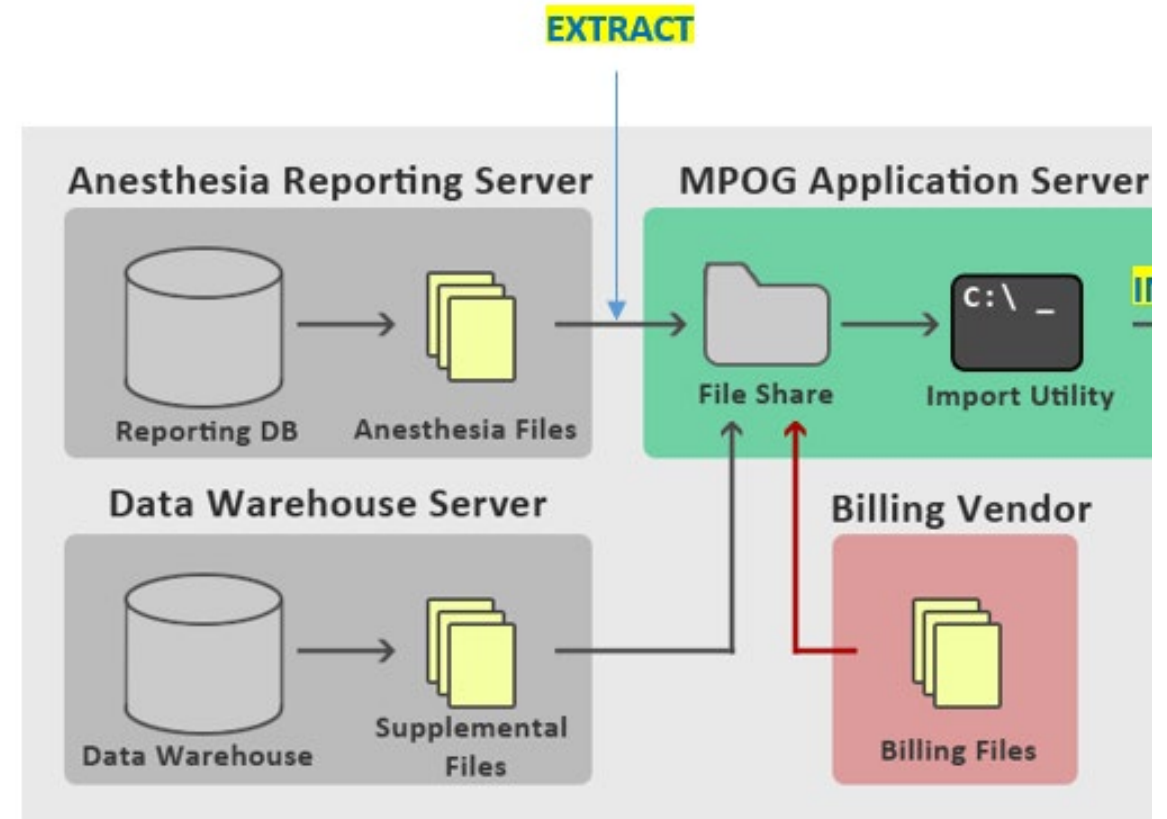 EXTRACT
Anesthesia Reporting Server
MPOG Application Server
C:\ _
Reporting DB
Anesthesia Files
File Share
Import Utility
Data Warehouse Server
Billing Vendor
Data Warehouse
Supplemental
Files
Billing Files